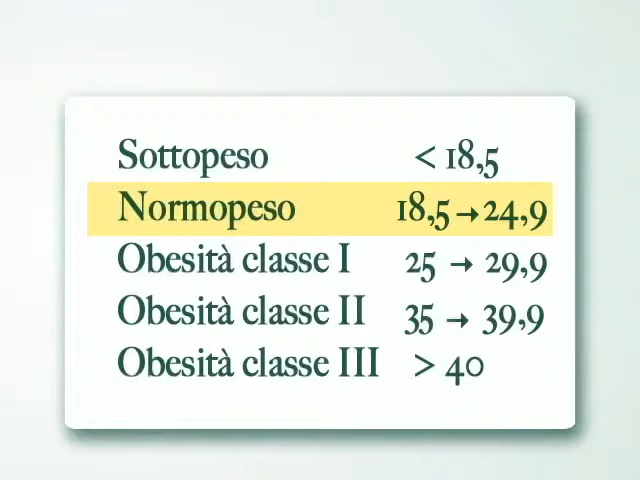 Sottopeso < 18,5
Normopeso 18,5 → 24,9
Obesità classe I 25 → 29,9
Obesità classe II 35 → 39,9
Obesità classe III > 40